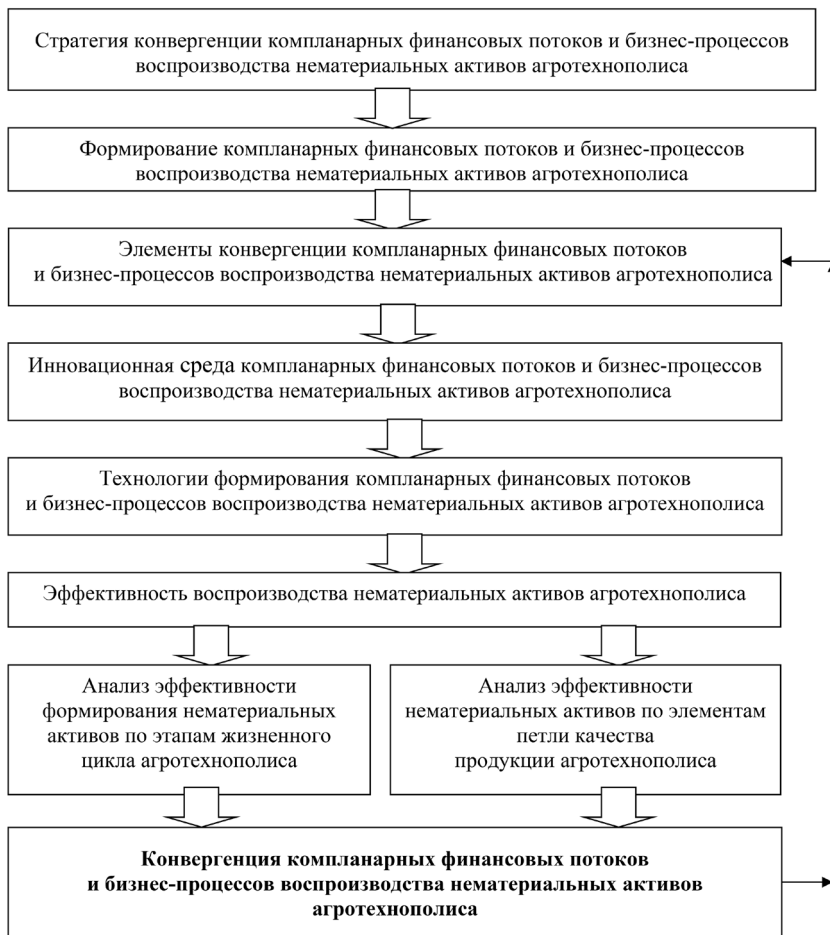 Стратегия конвергенции компланарных финансовых потоков и бизнес-процессов
воспроизводства нематериальных активов агротехнополиса
Формирование компланарных финансовых потоков и бизнес-процессов
воспроизводства нематериальных активов агротехнополиса
Элементы конвергенции компланарных финансовых потоков
и бизнес-процессов воспроизводства нематериальных активов агротехнополиса
Инновационная среда компланарных финансовых потоков и бизнес-процессов
воспроизводства нематериальных активов агротехнополиса
Технологии формирования компланарных финансовых потоков
и бизнес-процессов воспроизводства нематериальных активов агротехнополиса
Эффективность воспроизводства нематериальных активов агротехнополиса
Анализ эффективности
формирования нематериальных
активов по этапам жизненного
цикла агротехнополиса
Анализ эффективности
нематериальных активов по элементам
петли качества
продукции агротехнополиса
Конвергенция компланарных финансовых потоков
и бизнес-процессов воспроизводства нематериальных активов
агротехнополиса